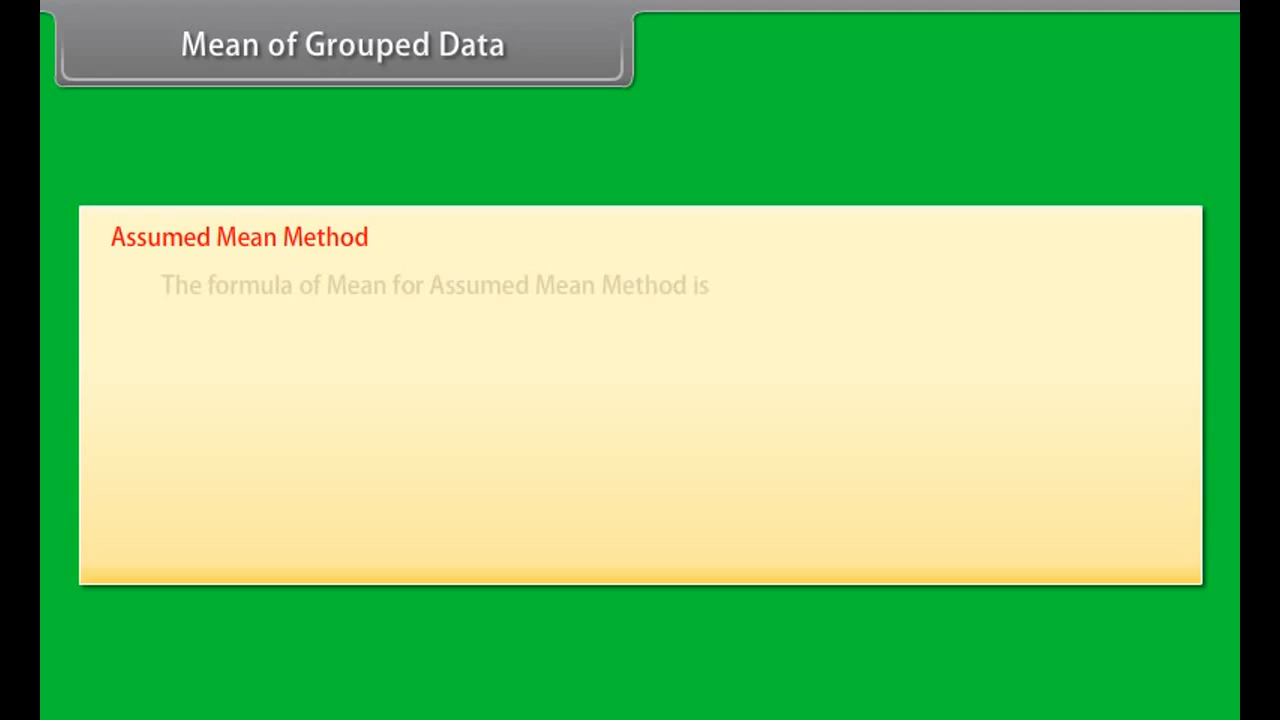 Mean of Grouped Data
Assumed Mean Method
The formula of Mean for Assumed Mean Method is